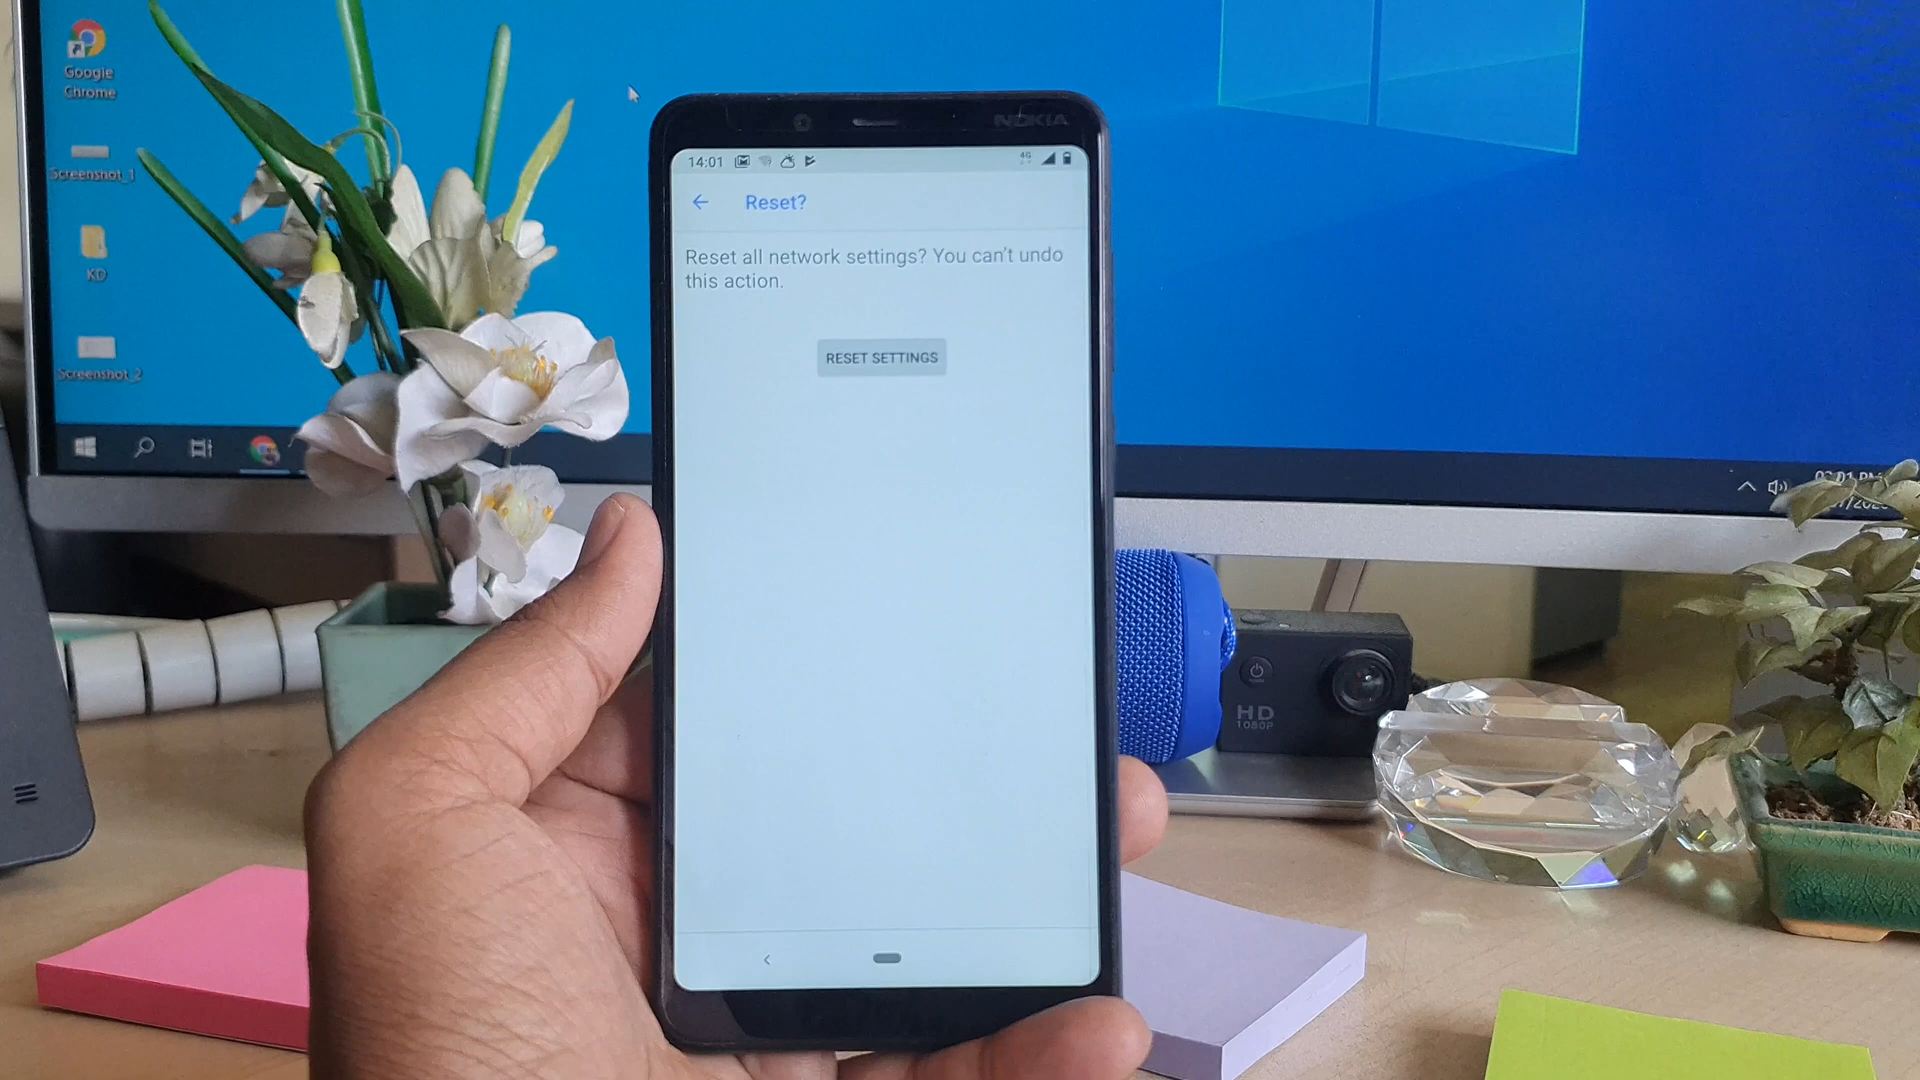 Google
Chrome
Screenshot_1
KD
Screenshot_2
NOKIA
14:01
4G
Reset?
Reset all network settings? You can't undo
this action.
RESET SETTINGS
HD
1080P